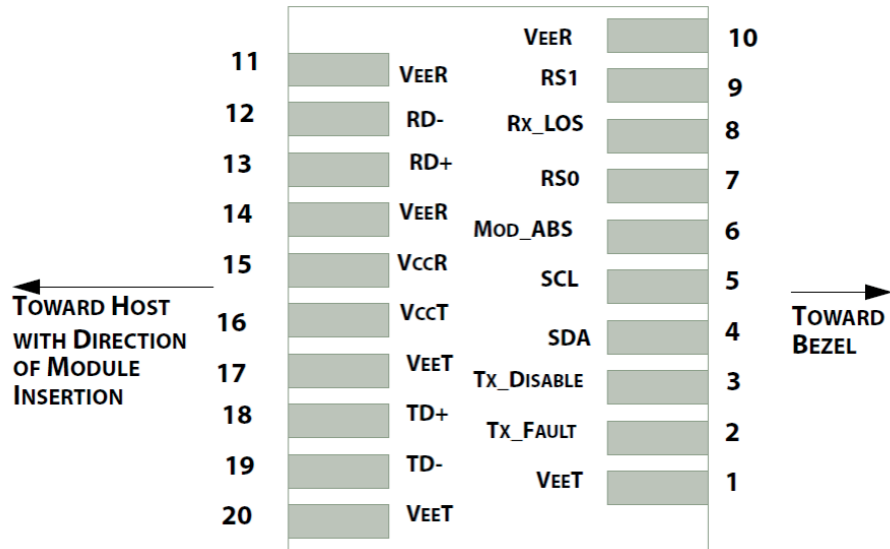 11 VEER
12 RD-
13 RD+
14 VEER
15 VCCR
16 VCCT
17 VEET
18 TD+
19 TD-
20 VEET
TOWARD HOST
WITH DIRECTION
OF MODULE
INSERTION
VEER 10
RS1 9
RX_LOS 8
RS0 7
MOD_ABS 6
SCL 5
SDA 4
TX_DISABLE 3
TX_FAULT 2
VEET 1
TOWARD
BEZEL